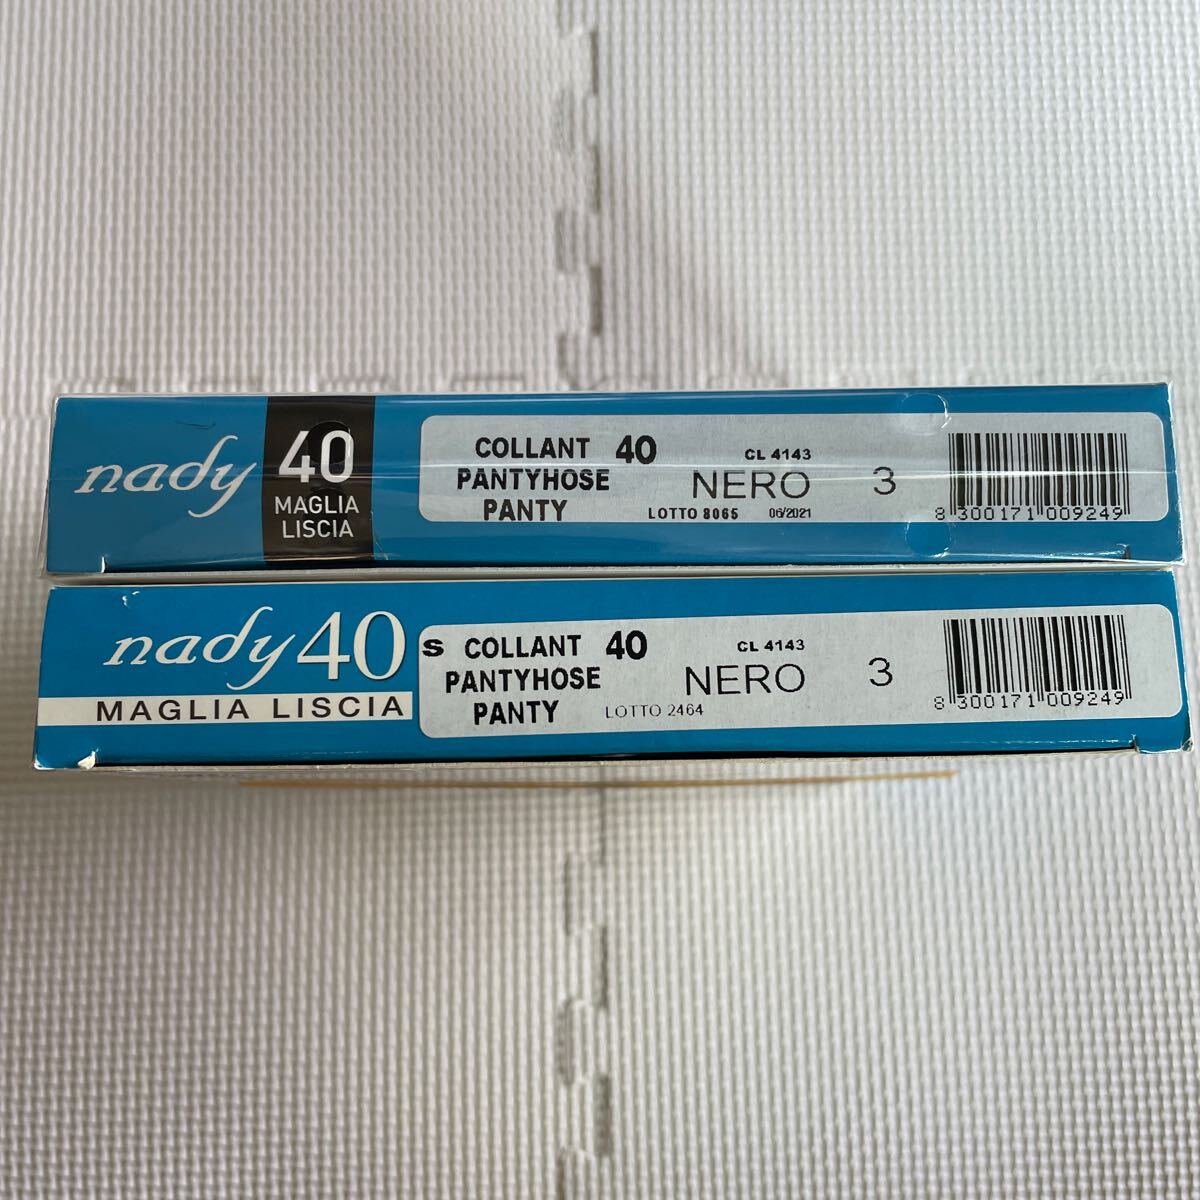 nady 40
MAGLIA
LISCIA
COLLANT 40
PANTYHOSE
PANTY
CL 4143
NERO 3
LOTTO 8065 06/2021
8 300171 009249
nady 40
MAGLIA LISCIA
S COLLANT 40
PANTYHOSE
PANTY
CL 4143
NERO 3
LOTTO 2464
8 300171 009249